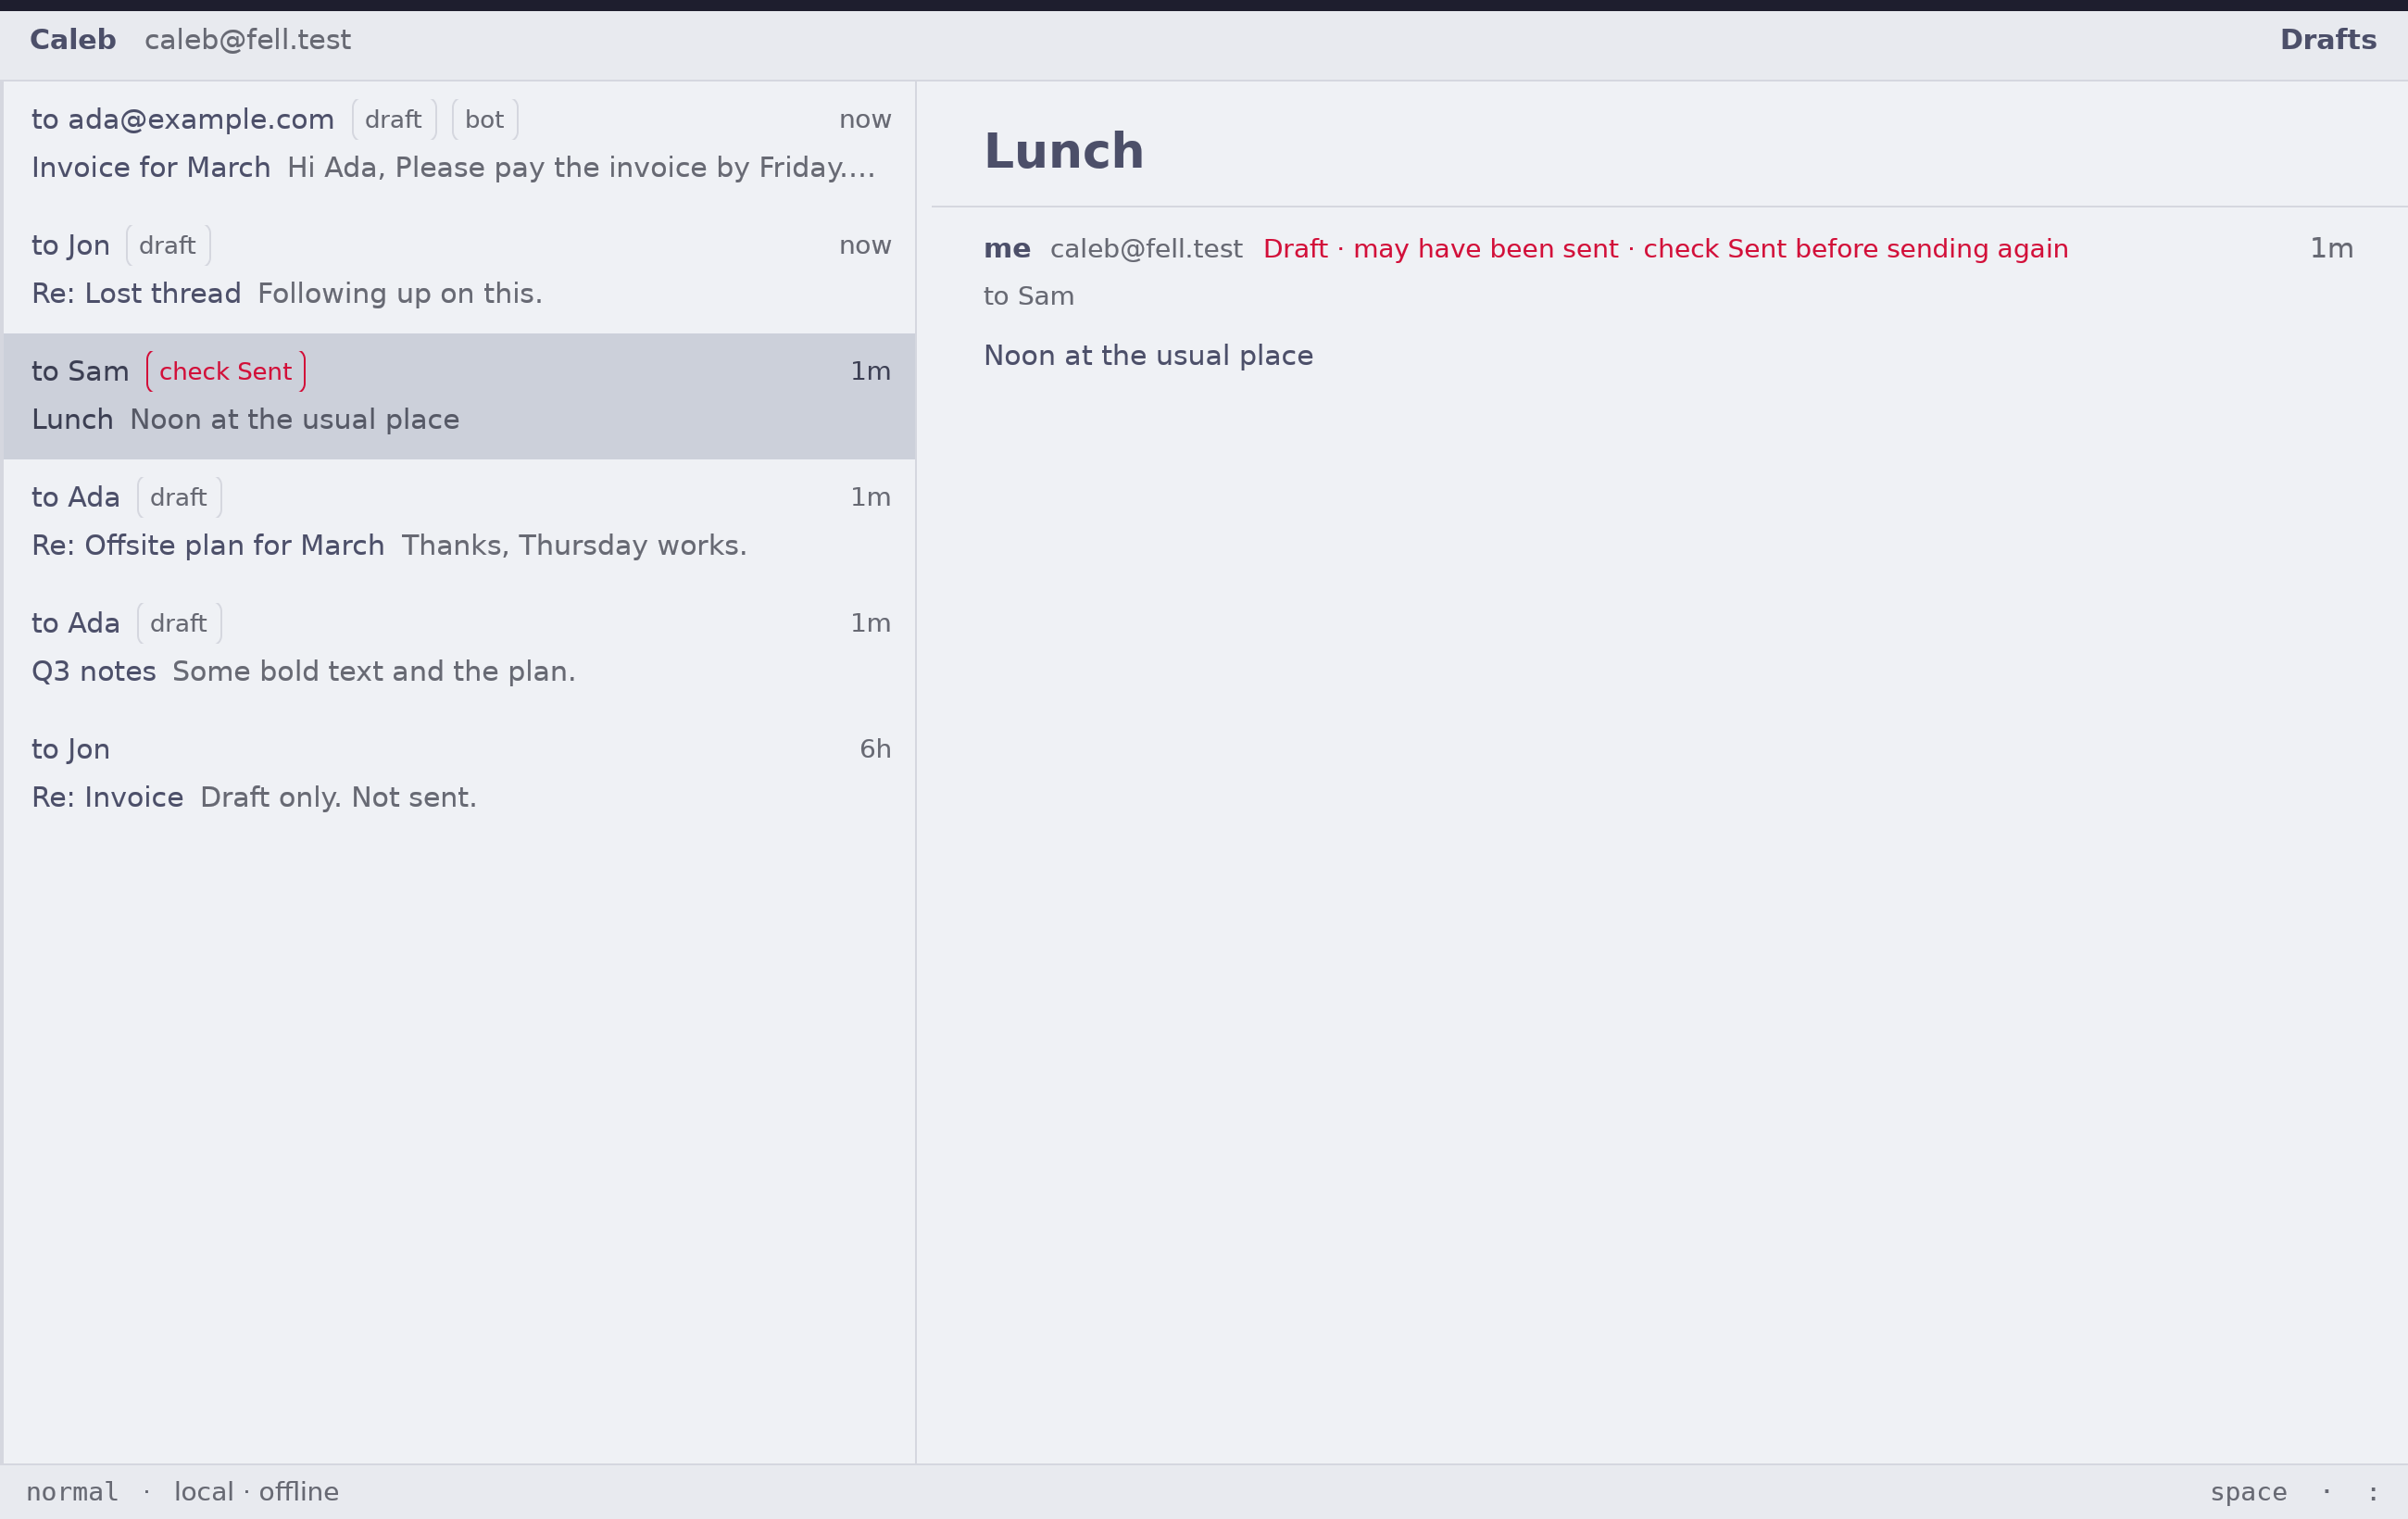 Caleb caleb@fell.test Drafts
to ada@example.com draft bot now
Invoice for March Hi Ada, Please pay the invoice by Friday....
to Jon draft now
Re: Lost thread Following up on this.
to Sam check Sent 1m
Lunch Noon at the usual place
to Ada draft 1m
Re: Offsite plan for March Thanks, Thursday works.
to Ada draft 1m
Q3 notes Some bold text and the plan.
to Jon 6h
Re: Invoice Draft only. Not sent.
Lunch
me caleb@fell.test Draft · may have been sent · check Sent before sending again 1m
to Sam
Noon at the usual place
normal · local · offline space · :